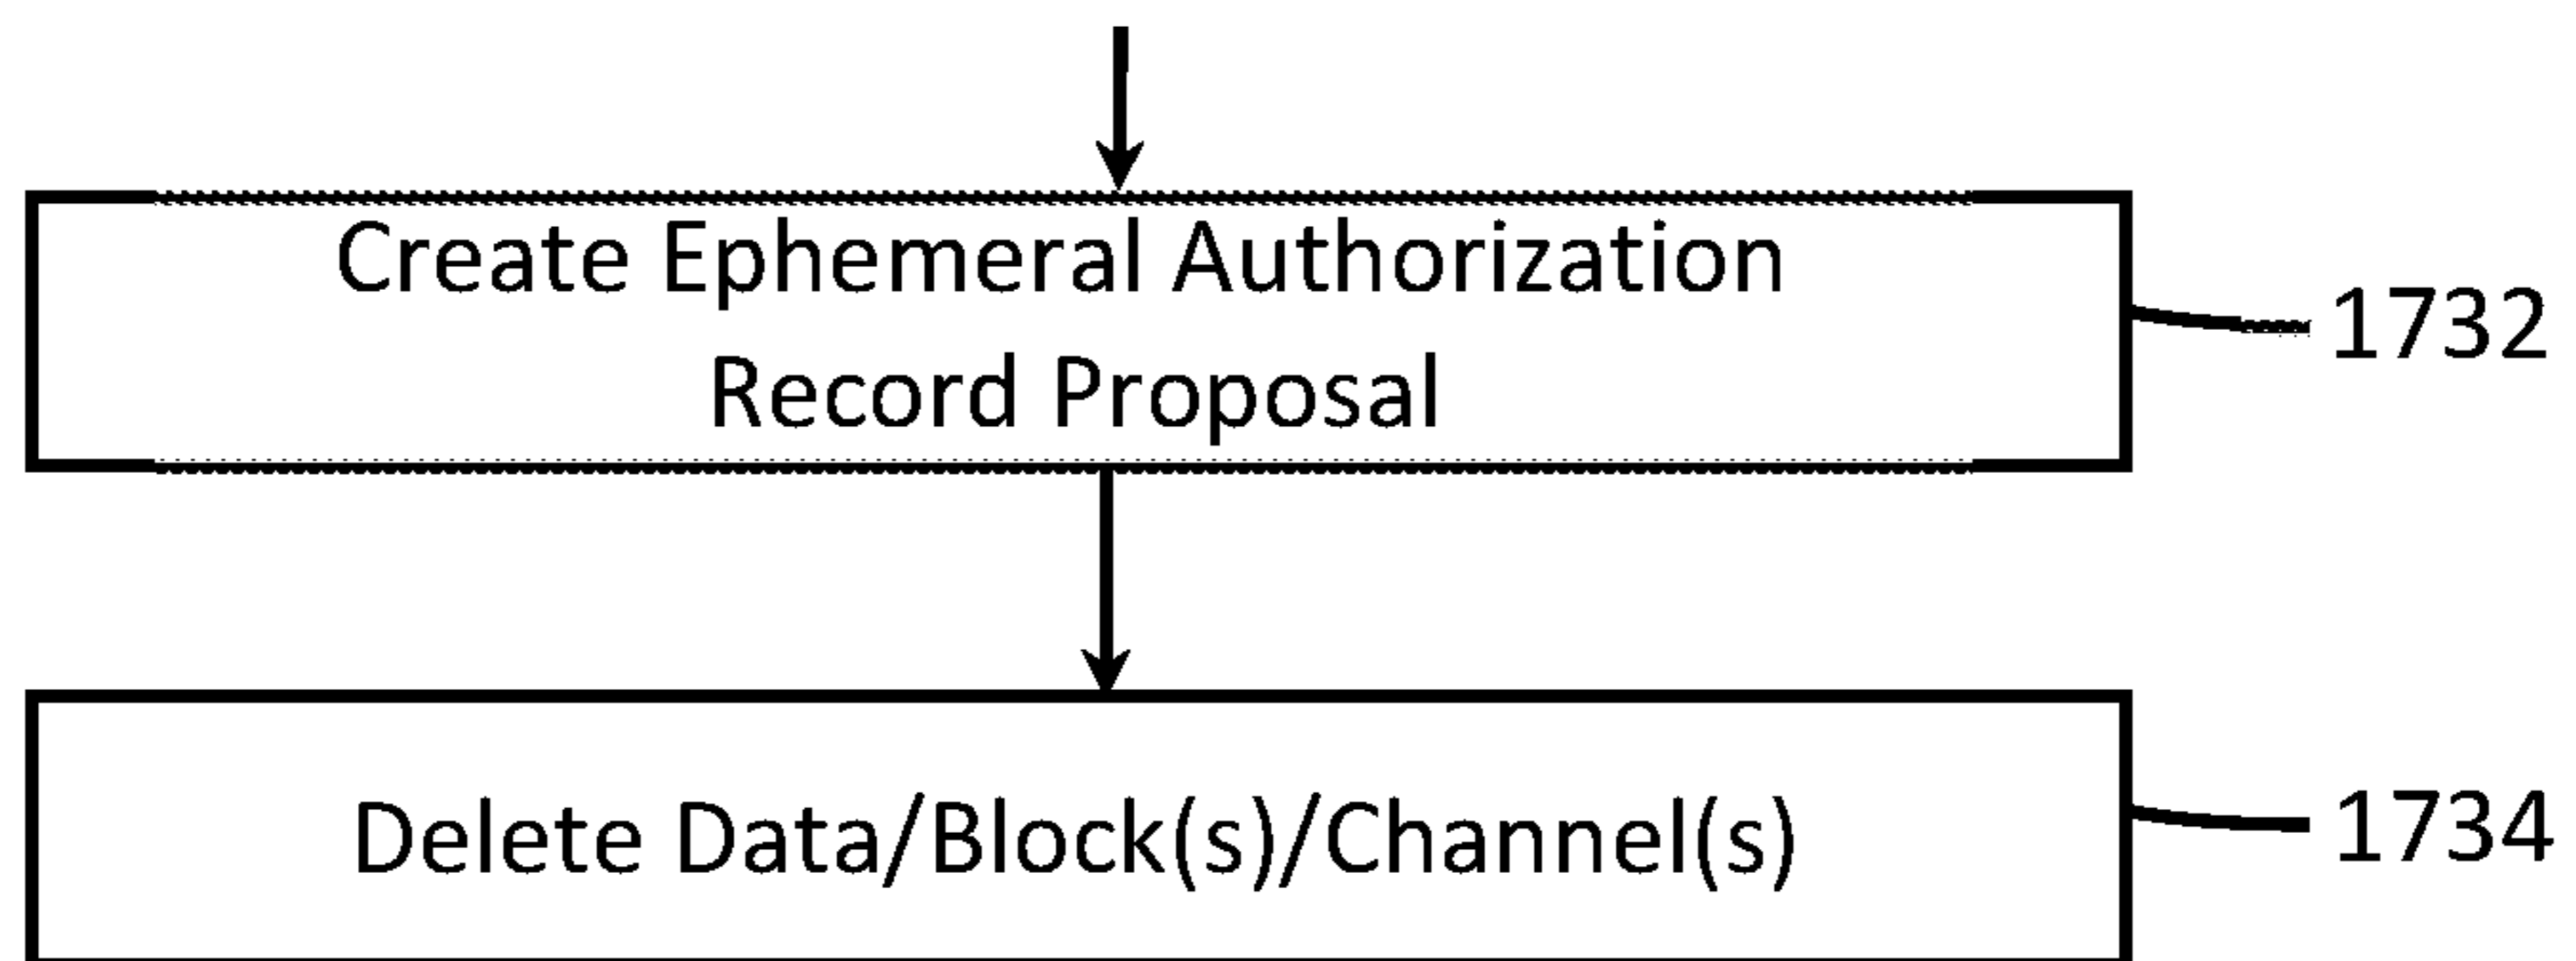 Create Ephemeral Authorization
Record Proposal
1732
Delete Data/Block(s)/Channel(s)
1734